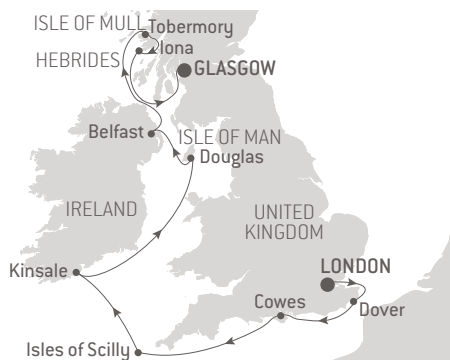 ISLE OF MULL
Tobermory
Iona
HEBRIDES
GLASGOW
Belfast
ISLE OF MAN
Douglas
IRELAND
UNITED
KINGDOM
LONDON
Kinsale
Cowes
Dover
Isles of Scilly